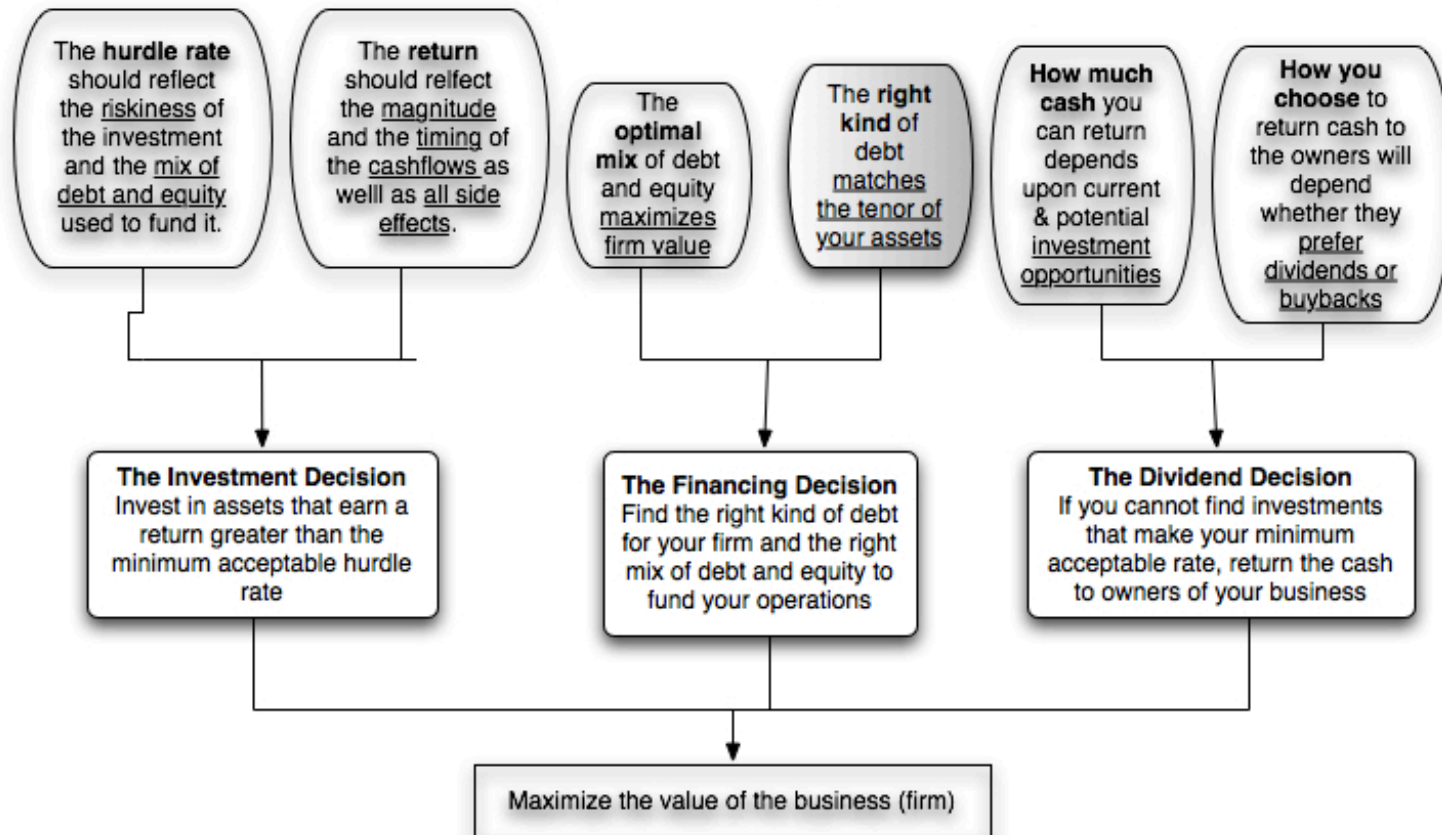 The hurdle rate
should reflect
the riskiness of
the investment
and the mix of
debt and equity
used to fund it.
The return
should relfect
the magnitude
and the timing of
the cashflows as
welll as all side
effects.
The
optimal
mix of debt
and equity
maximizes
firm value
The right
kind of
debt
matches
the tenor of
your assets
How much
cash you
can return
depends
upon current
& potential
investment
opportunities
How you
choose to
return cash to
the owners will
depend
whether they
prefer
dividends or
buybacks
The Investment Decision
Invest in assets that earn a
return greater than the
minimum acceptable hurdle
rate
The Financing Decision
Find the right kind of debt
for your firm and the right
mix of debt and equity to
fund your operations
The Dividend Decision
If you cannot find investments
that make your minimum
acceptable rate, return the cash
to owners of your business
Maximize the value of the business (firm)